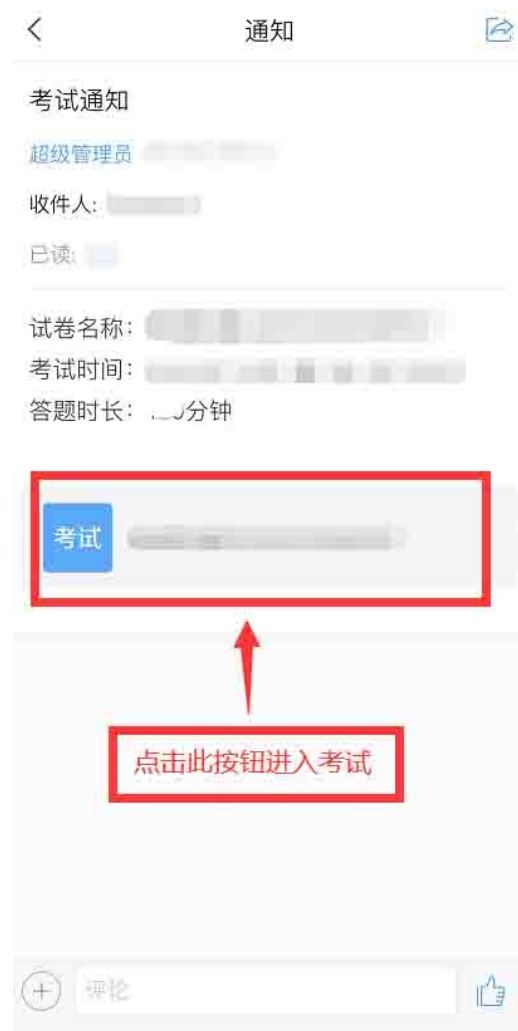 通知
考试通知
超级管理员
收件人:
已读:
试卷名称:
考试时间:
答题时长: 0分钟
考试
点击此按钮进入考试
评论